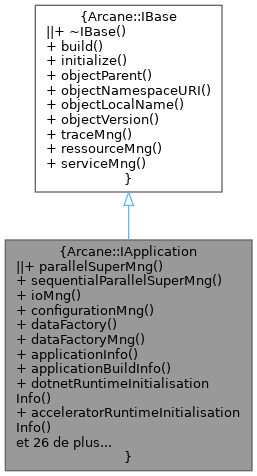 {Arcane::IBase
||+ ~IBase()
+ build()
+ initialize()
+ objectParent()
+ objectNamespaceURI()
+ objectLocalName()
+ objectVersion()
+ traceMng()
+ ressourceMng()
+ serviceMng()
}
{Arcane::IApplication
||+ parallelSuperMng()
+ sequentialParallelSuperMng()
+ ioMng()
+ configurationMng()
+ dataFactory()
+ dataFactoryMng()
+ applicationInfo()
+ applicationBuildInfo()
+ dotnetRuntimeInitialisation
Info()
+ acceleratorRuntimeInitialisation
Info()
et 26 de plus...
}